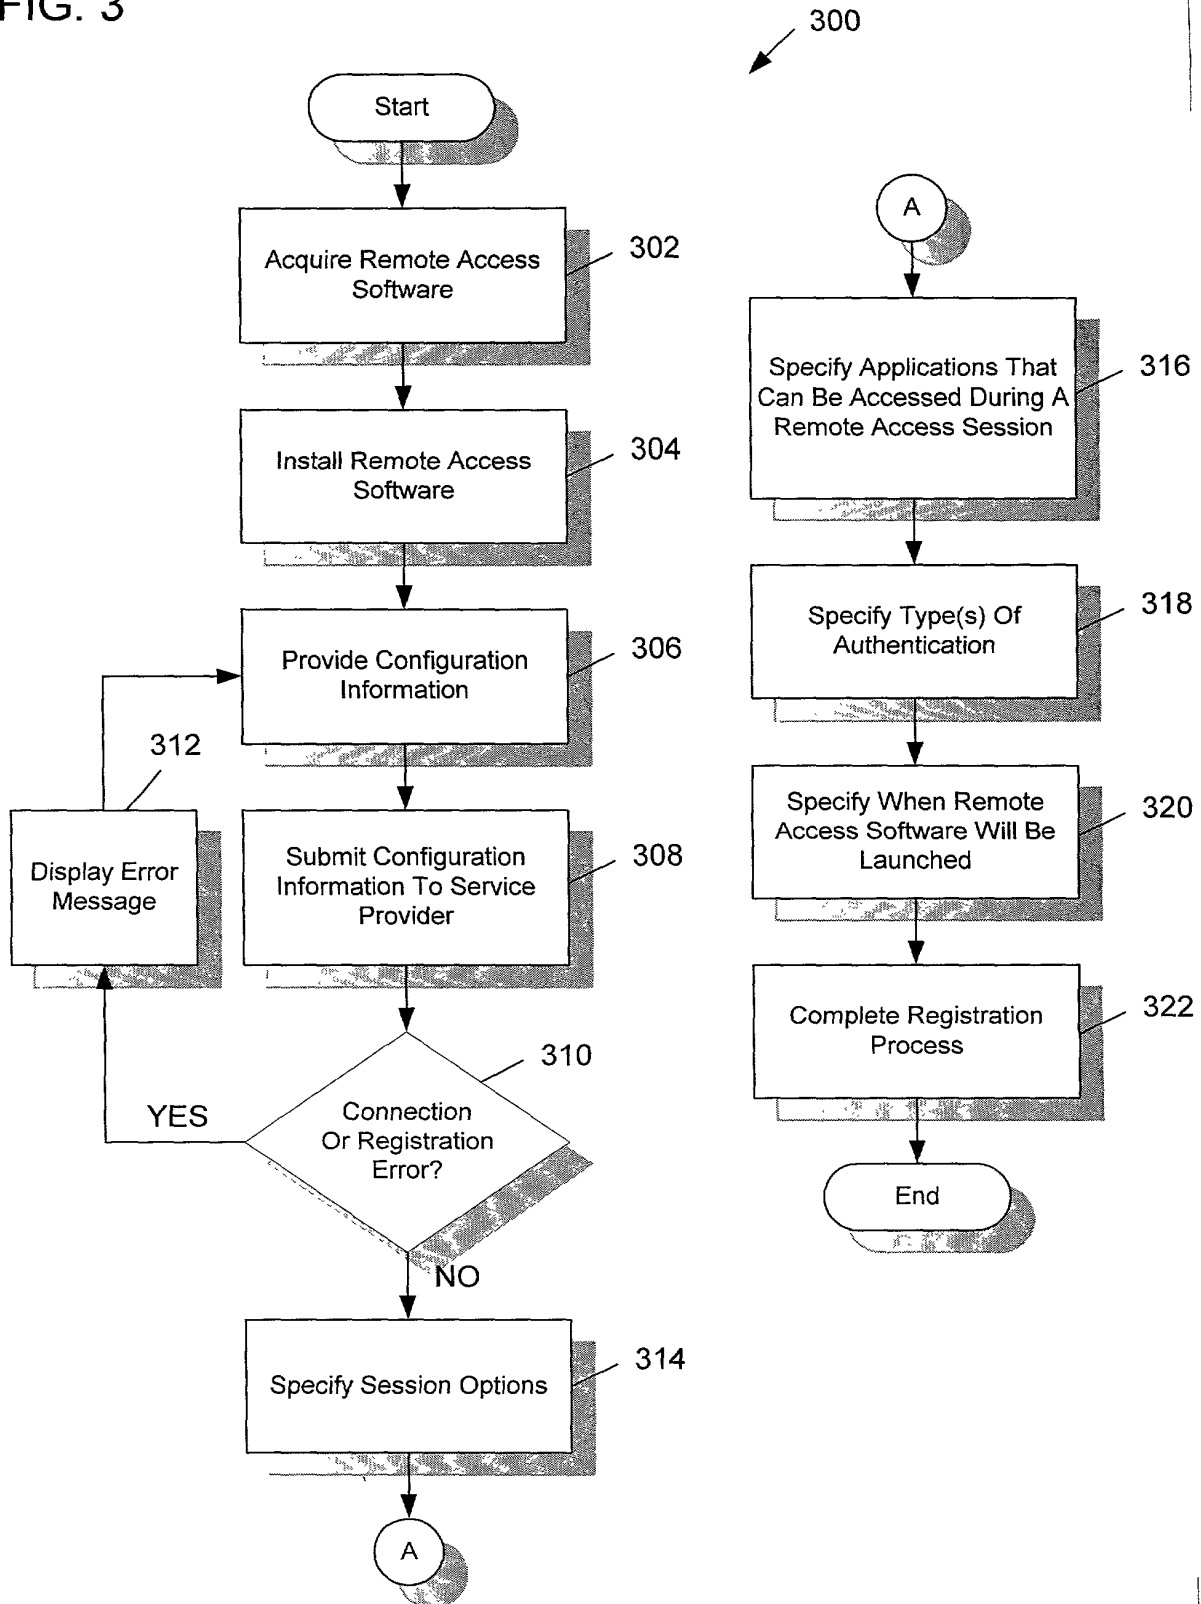 FIG. 3
300
Start
Acquire Remote Access
Software
302
Install Remote Access
Software
304
Provide Configuration
Information
306
312
Display Error
Message
Submit Configuration
Information To Service
Provider
308
310
Connection
Or Registration
Error?
YES
NO
Specify Session Options
314
A
A
Specify Applications That
Can Be Accessed During A
Remote Access Session
316
Specify Type(s) Of
Authentication
318
Specify When Remote
Access Software Will Be
Launched
320
Complete Registration
Process
322
End